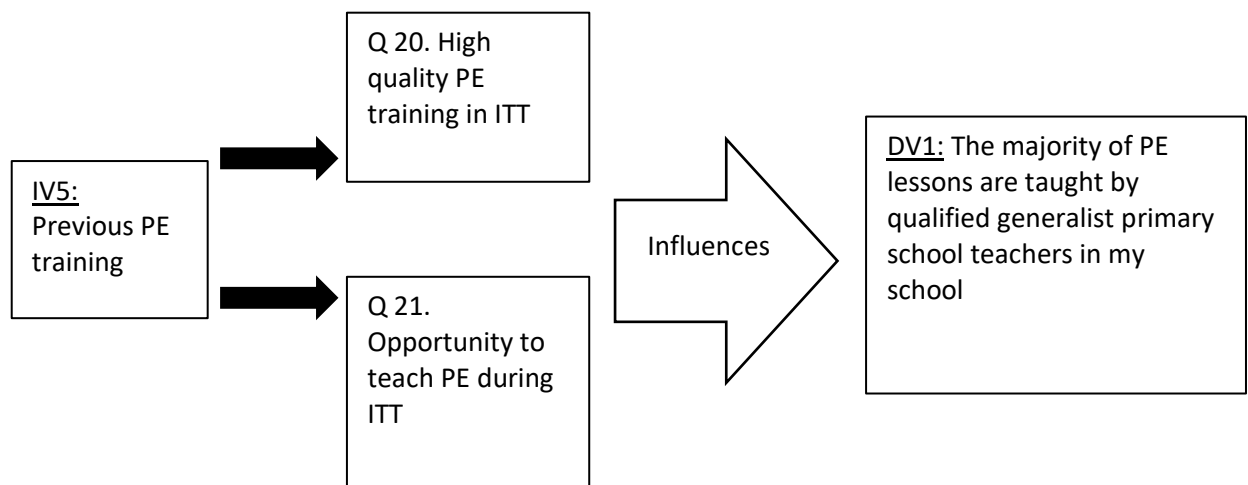 IV5:
Previous PE
training
Q 20. High
quality PE
training in ITT
Q 21.
Opportunity to
teach PE during
ITT
Influences
DV1: The majority of PE
lessons are taught by
qualified generalist primary
school teachers in my
school